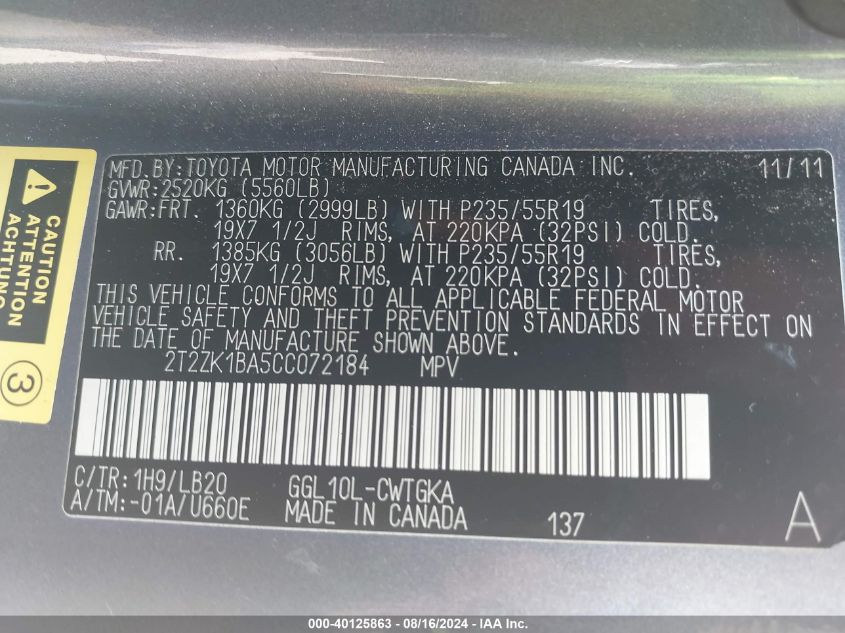 CAUTION
ATTENTION
ACHTUNG
3
MFD.BY:TOYOTA MOTOR MANUFACTURING CANADA INC. 11/11
GVWR:2520KG (5560LB)
GAWR:FRT. 1360KG (2999LB) WITH P235/55R19 TIRES,
19X7 1/2J RIMS, AT 220KPA (32PSI) COLD.
RR. 1385KG (3056LB) WITH P235/55R19 TIRES,
19X7 1/2J RIMS, AT 220KPA (32PSI) COLD.
THIS VEHICLE CONFORMS TO ALL APPLICABLE FEDERAL MOTOR
VEHICLE SAFETY AND THEFT PREVENTION STANDARDS IN EFFECT ON
THE DATE OF MANUFACTURE SHOWN ABOVE.
2T2ZK1BA5CC072184 MPV
C/TR:1H9/LB20 GGL10L-CWTGKA
A/TM:-01A/U660E MADE IN CANADA 137 A
000-40125863 - 08/16/2024 - IAA Inc.